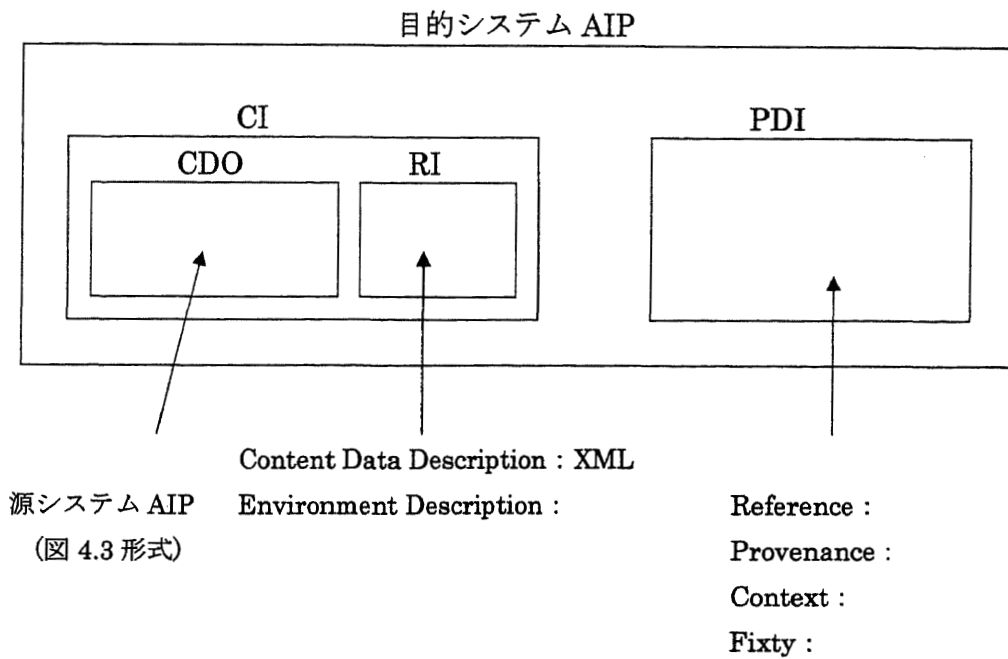 目的システム AIP
CI
PDI
CDO
RI
Content Data Description : XML
源システム AIP
Environment Description :
(図 4.3 形式)
Reference :
Provenance :
Context :
Fixty :